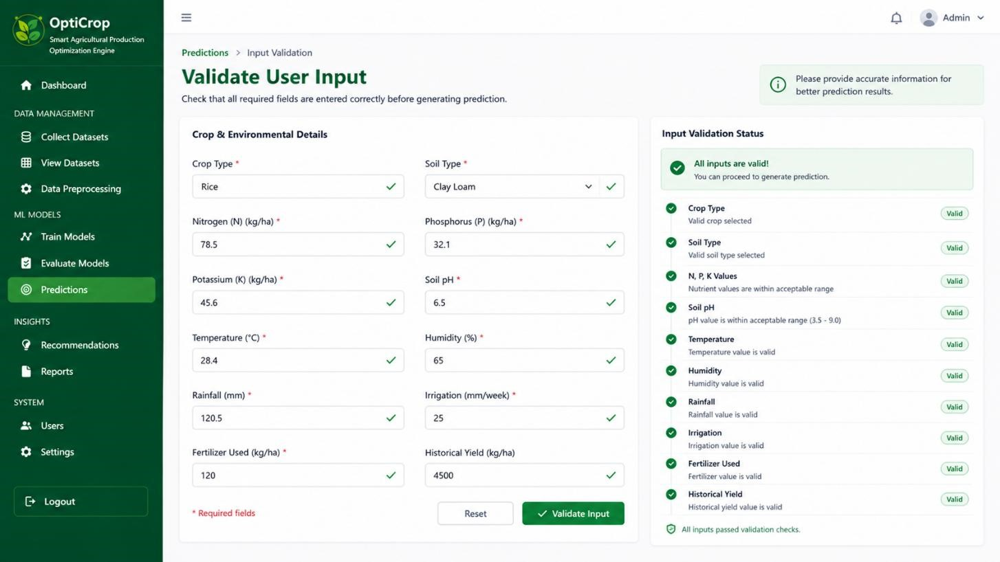 OptiCrop
Smart Agricultural Production
Optimization Engine
Dashboard
DATA MANAGEMENT
Collect Datasets
View Datasets
Data Preprocessing
ML MODELS
Train Models
Evaluate Models
Predictions
INSIGHTS
Recommendations
Reports
SYSTEM
Users
Settings
Logout
Admin
Predictions > Input Validation
Validate User Input
Check that all required fields are entered correctly before generating prediction.
Please provide accurate information for
better prediction results.
Crop & Environmental Details
Crop Type *
Rice
Soil Type *
Clay Loam
Nitrogen (N) (kg/ha) *
78.5
Phosphorus (P) (kg/ha) *
32.1
Potassium (K) (kg/ha) *
45.6
Soil pH *
6.5
Temperature (°C) *
28.4
Humidity (%) *
65
Rainfall (mm) *
120.5
Irrigation (mm/week) *
25
Fertilizer Used (kg/ha) *
120
Historical Yield (kg/ha)
4500
* Required fields
Reset
Validate Input
Input Validation Status
All inputs are valid!
You can proceed to generate prediction.
Crop Type
Valid crop selected
Valid
Soil Type
Valid soil type selected
Valid
N, P, K Values
Nutrient values are within acceptable range
Valid
Soil pH
pH value is within acceptable range (3.5 - 9.0)
Valid
Temperature
Temperature value is valid
Valid
Humidity
Humidity value is valid
Valid
Rainfall
Rainfall value is valid
Valid
Irrigation
Irrigation value is valid
Valid
Fertilizer Used
Fertilizer value is valid
Valid
Historical Yield
Historical yield value is valid
Valid
All inputs passed validation checks.